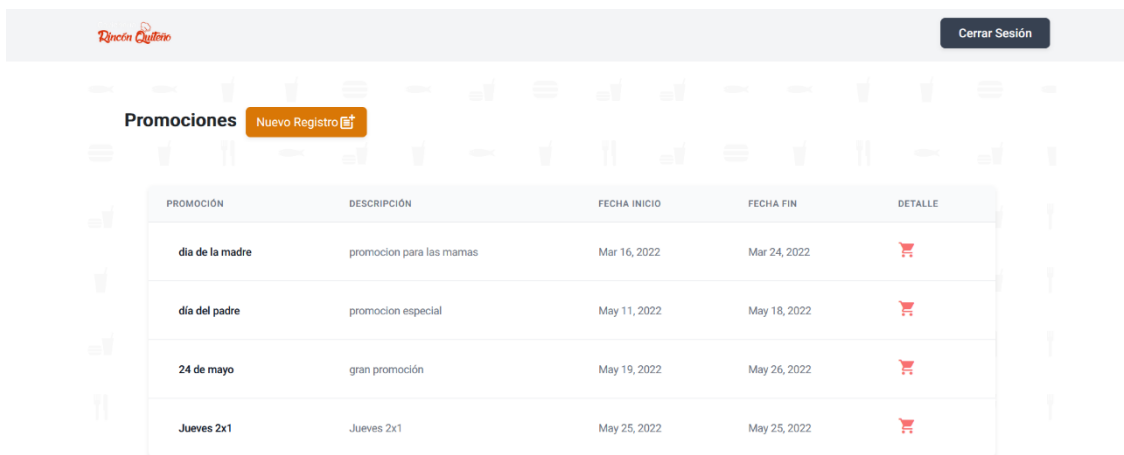 Rincón Quiteño
Cerrar Sesión
Promociones
Nuevo Registro
PROMOCIÓN DESCRIPCIÓN FECHA INICIO FECHA FIN DETALLE
dia de la madre promocion para las mamas Mar 16, 2022 Mar 24, 2022
día del padre promocion especial May 11, 2022 May 18, 2022
24 de mayo gran promoción May 19, 2022 May 26, 2022
Jueves 2x1 Jueves 2x1 May 25, 2022 May 25, 2022